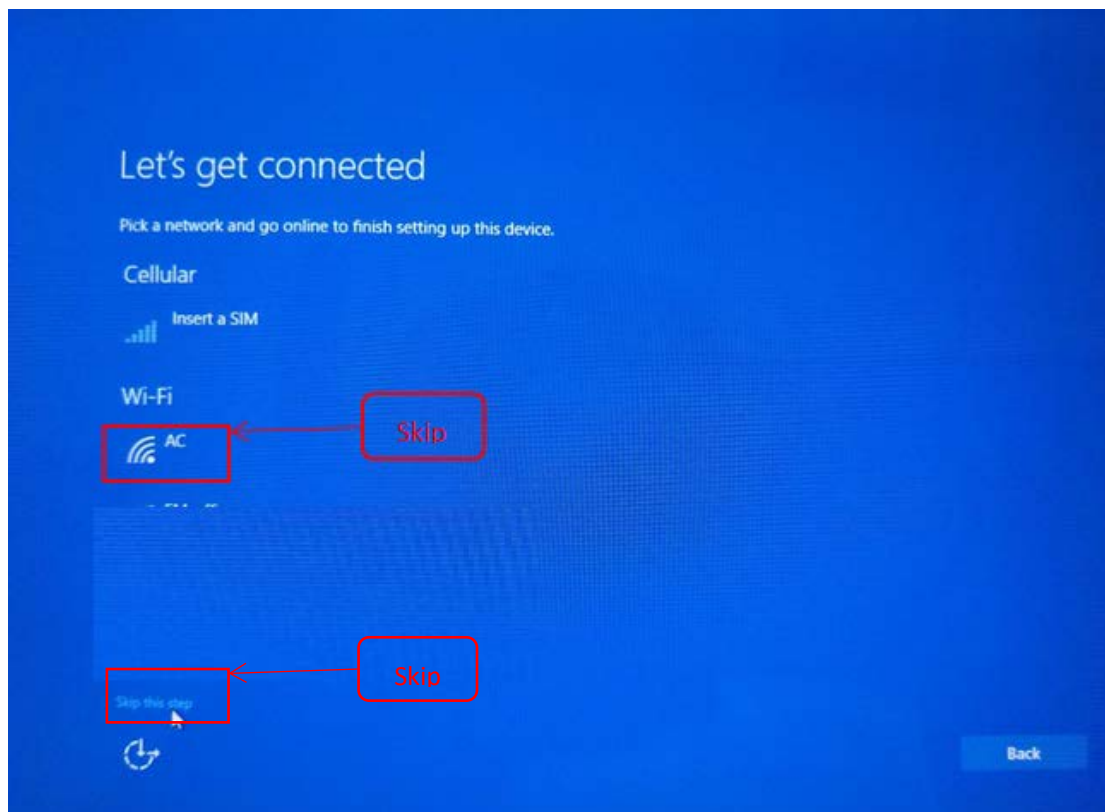 Let's get connected
Pick a network and go online to finish setting up this device.
Cellular
Insert a SIM
Wi-Fi
AC
Skip
Skip
Skip this step
Back